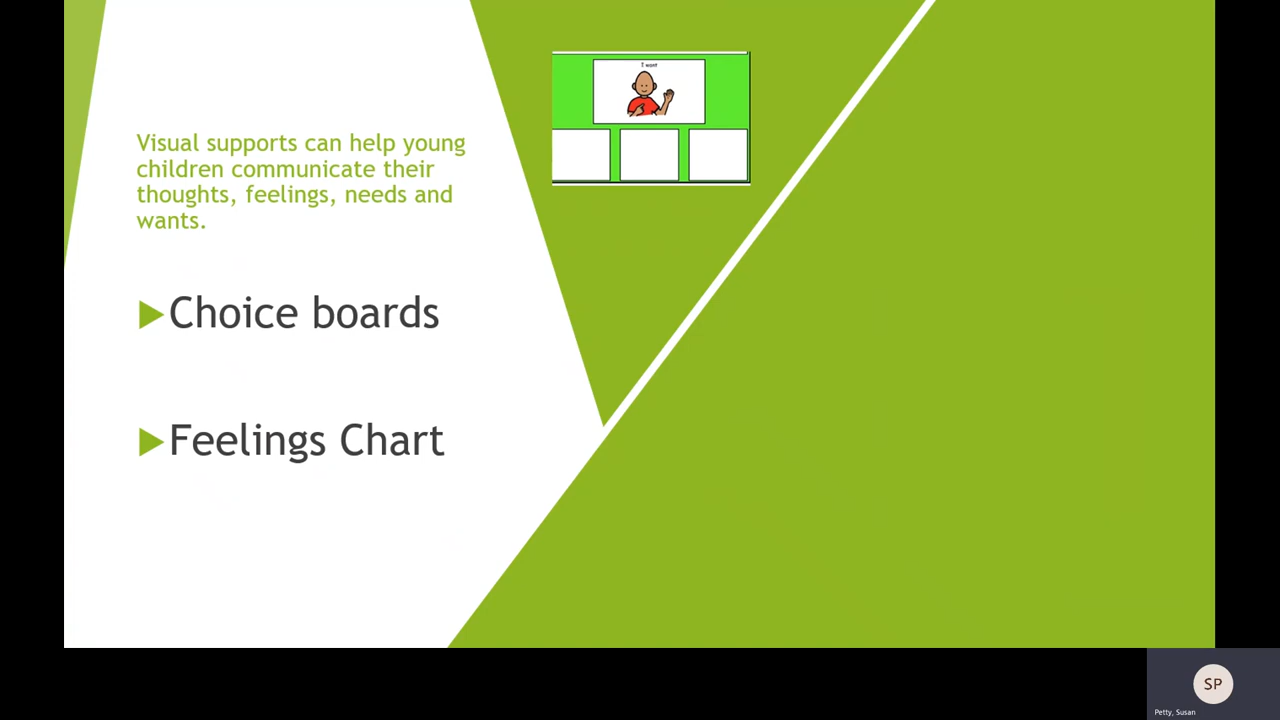 Visual supports can help young
children communicate their
thoughts, feelings, needs and
wants.
Choice boards
Feelings Chart
I want
SP
Petty, Susan